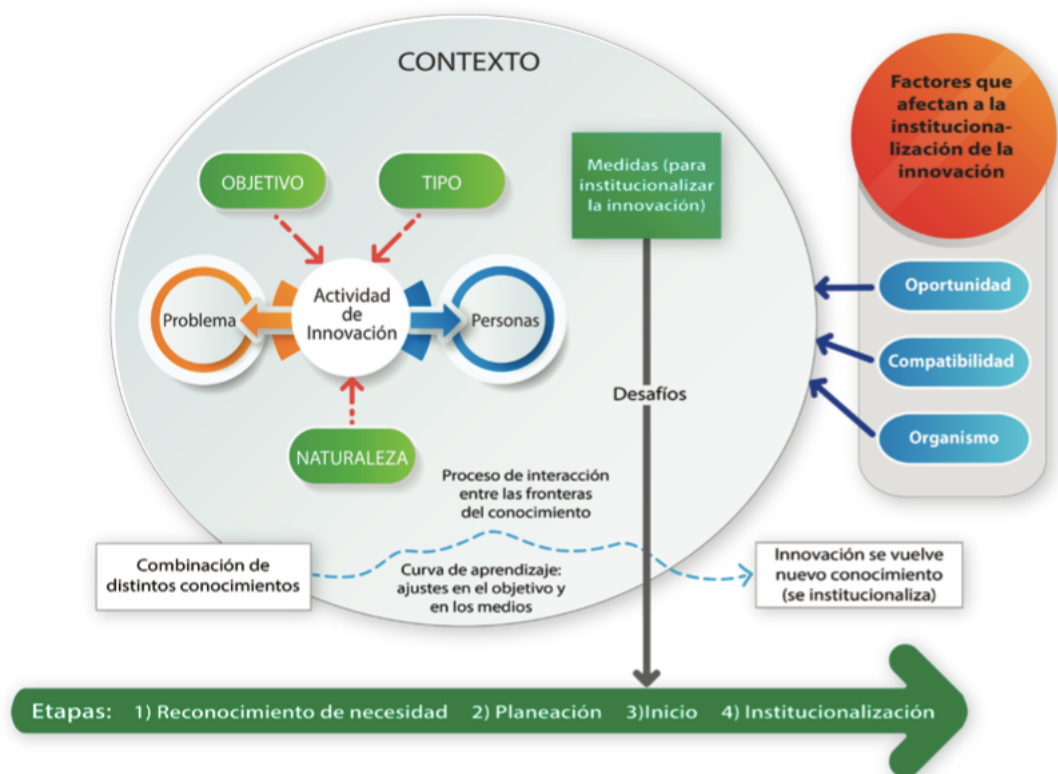 CONTEXTO
Factores que
afectan a la
instituciona-
lización de la
innovación
OBJETIVO
TIPO
Medidas (para
institucionalizar
la innovación)
Problema
Actividad
de
Innovación
Personas
Oportunidad
Compatibilidad
Organismo
Desafíos
NATURALEZA
Proceso de interacción
entre las fronteras
del conocimiento
Combinación de
distintos conocimientos
Curva de aprendizaje:
ajustes en el objetivo y
en los medios
Innovación se vuelve
nuevo conocimiento
(se institucionaliza)
Etapas: 1) Reconocimiento de necesidad 2) Planeación 3)Inicio 4) Institucionalización